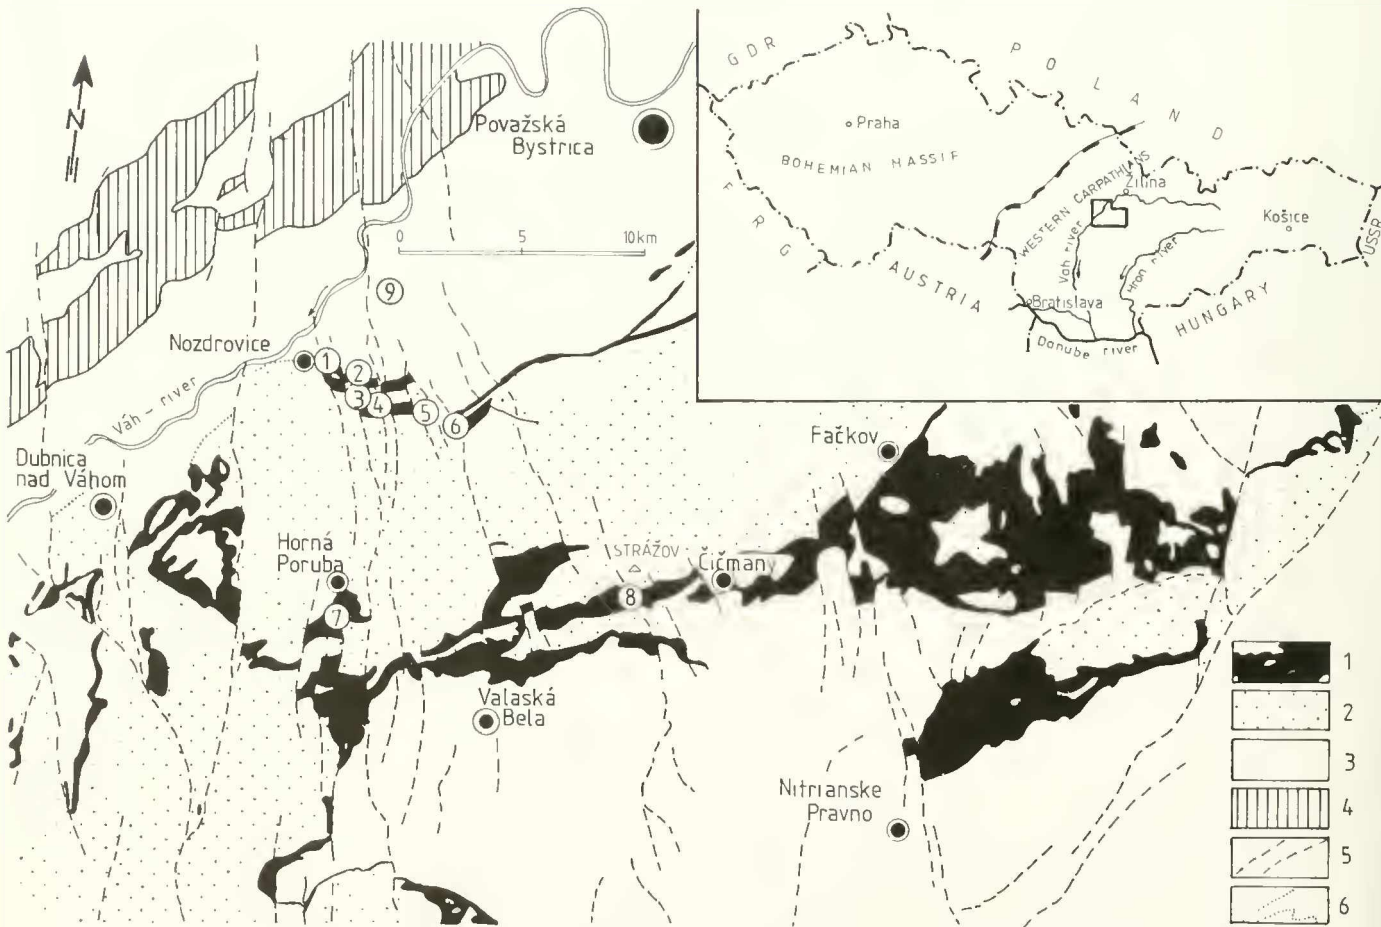 N
Považská
Bystrica
0 5 10 km
9
Nozdrovice
1
2
3
4
5
6
Váh - river
Dubnica
nad Váhom
Horná
Poruba
7
STRÁŽOV
8
Čičmany
Fačkov
Valaská
Bela
Nitrianske
Pravno
GDR
POLAND
Praha
BOHEMIAN MASSIF
FRG
WESTERN CARPATHIANS
Žilina
Váh river
Hron river
Košice
USSR
AUSTRIA
Bratislava
HUNGARY
Danube river
1
2
3
4
5
6